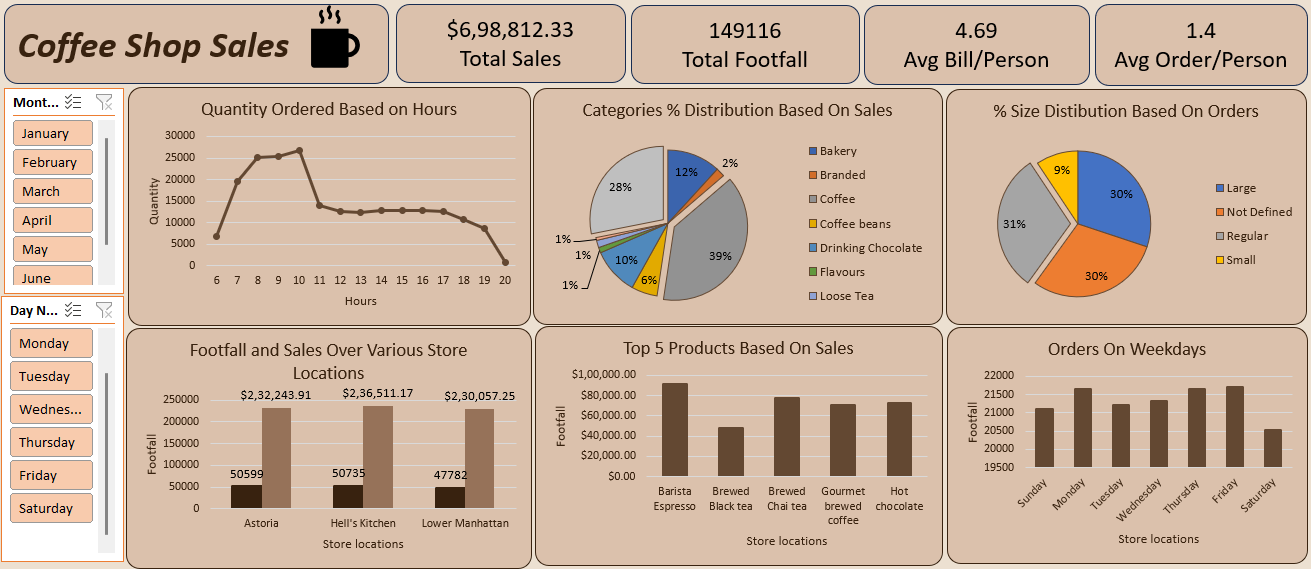 Coffee Shop Sales
$6,98,812.33
Total Sales
149116
Total Footfall
4.69
Avg Bill/Person
1.4
Avg Order/Person
Mont...
January
February
March
April
May
June
Day N...
Monday
Tuesday
Wednes...
Thursday
Friday
Saturday
Quantity Ordered Based on Hours
30000
25000
20000
15000
10000
5000
0
Quantity
6 7 8 9 10 11 12 13 14 15 16 17 18 19 20
Hours
Categories % Distribution Based On Sales
12%
2%
39%
6%
10%
1%
1%
1%
28%
Bakery
Branded
Coffee
Coffee beans
Drinking Chocolate
Flavours
Loose Tea
% Size Distibution Based On Orders
30%
30%
31%
9%
Large
Not Defined
Regular
Small
Footfall and Sales Over Various Store
Locations
250000
200000
150000
100000
50000
0
Footfall
$2,32,243.91
$2,36,511.17
$2,30,057.25
50599
50735
47782
Astoria
Hell's Kitchen
Lower Manhattan
Store locations
Top 5 Products Based On Sales
$1,00,000.00
$80,000.00
$60,000.00
$40,000.00
$20,000.00
$0.00
Footfall
Barista
Espresso
Brewed
Black tea
Brewed
Chai tea
Gourmet
brewed
coffee
Hot
chocolate
Store locations
Orders On Weekdays
22000
21500
21000
20500
20000
19500
Footfall
Sunday
Monday
Tuesday
Wednesday
Thursday
Friday
Saturday
Store locations